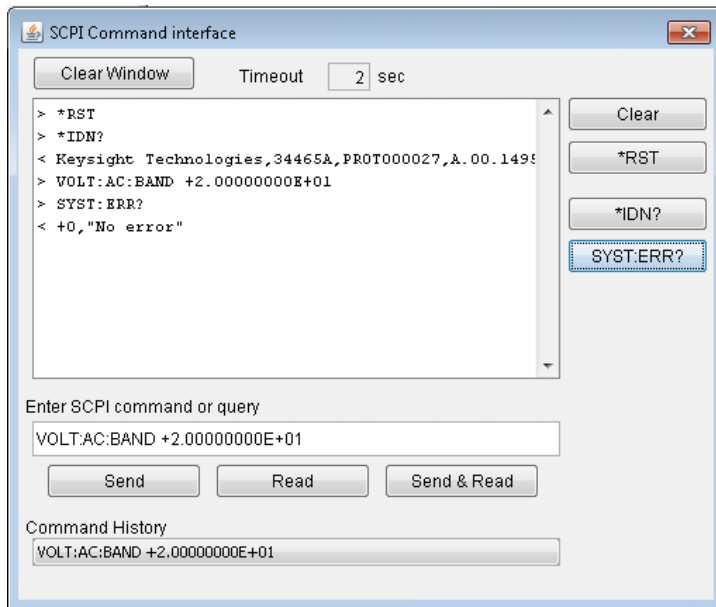 SCPI Command interface
Clear Window Timeout 2 sec
> *RST
> *IDN?
< Keysight Technologies,34465A,PROT000027,A.00.1495
> VOLT:AC:BAND +2.00000000E+01
> SYST:ERR?
< +0,"No error"
Clear
*RST
*IDN?
SYST:ERR?
Enter SCPI command or query
VOLT:AC:BAND +2.00000000E+01
Send Read Send & Read
Command History
VOLT:AC:BAND +2.00000000E+01